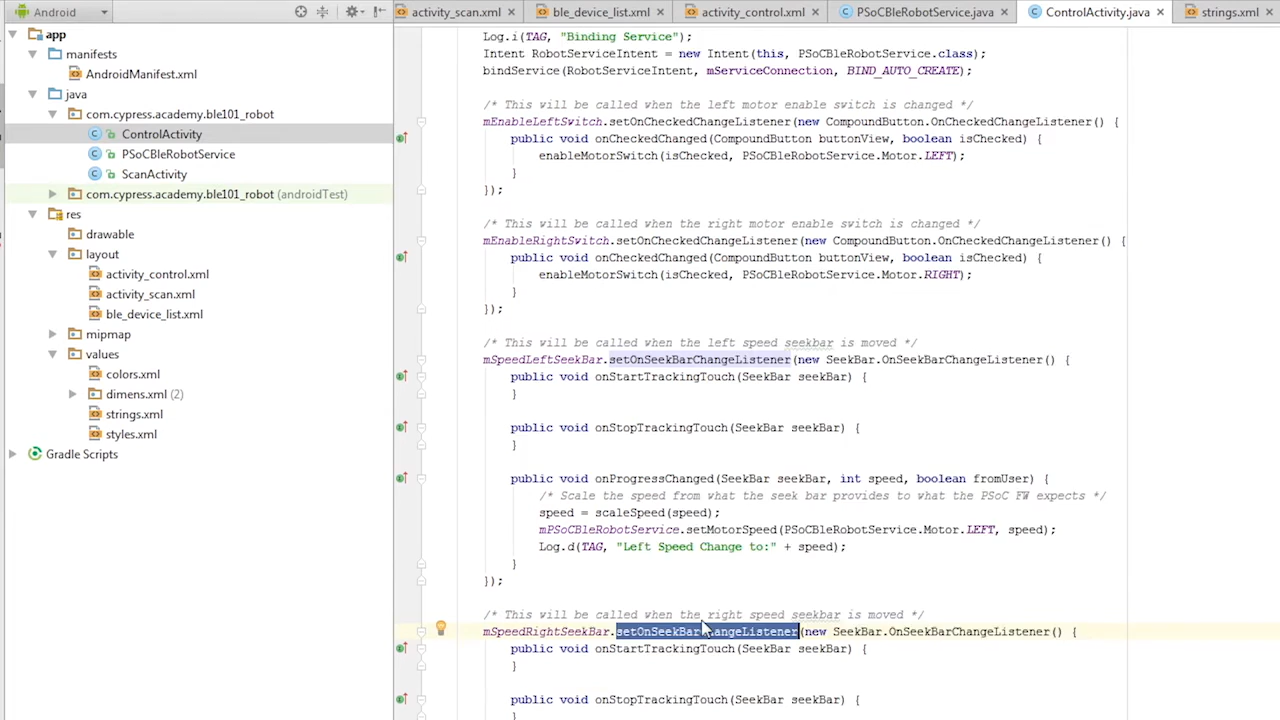 Android
activity_scan.xml
ble_device_list.xml
activity_control.xml
PSoCBleRobotService.java
ControlActivity.java
strings.xml
app
manifests
AndroidManifest.xml
java
com.cypress.academy.ble101_robot
ControlActivity
PSoCBleRobotService
ScanActivity
com.cypress.academy.ble101_robot (androidTest)
res
drawable
layout
activity_control.xml
activity_scan.xml
ble_device_list.xml
mipmap
values
colors.xml
dimens.xml (2)
strings.xml
styles.xml
Gradle Scripts
Log.i(TAG, "Binding Service");
Intent RobotServiceIntent = new Intent(this, PSoCBleRobotService.class);
bindService(RobotServiceIntent, mServiceConnection, BIND_AUTO_CREATE);
/* This will be called when the left motor enable switch is changed */
mEnableLeftSwitch.setOnCheckedChangeListener(new CompoundButton.OnCheckedChangeListener() {
public void onCheckedChanged(CompoundButton buttonView, boolean isChecked) {
enableMotorSwitch(isChecked, PSoCBleRobotService.Motor.LEFT);
}
});
/* This will be called when the right motor enable switch is changed */
mEnableRightSwitch.setOnCheckedChangeListener(new CompoundButton.OnCheckedChangeListener() {
public void onCheckedChanged(CompoundButton buttonView, boolean isChecked) {
enableMotorSwitch(isChecked, PSoCBleRobotService.Motor.RIGHT);
}
});
/* This will be called when the left speed seekbar is moved */
mSpeedLeftSeekBar.setOnSeekBarChangeListener(new SeekBar.OnSeekBarChangeListener() {
public void onStartTrackingTouch(SeekBar seekBar) {
}
public void onStopTrackingTouch(SeekBar seekBar) {
}
public void onProgressChanged(SeekBar seekBar, int speed, boolean fromUser) {
/* Scale the speed from what the seek bar provides to what the PSoC FW expects */
speed = scaleSpeed(speed);
mPSoCBleRobotService.setMotorSpeed(PSoCBleRobotService.Motor.LEFT, speed);
Log.d(TAG, "Left Speed Change to:" + speed);
}
});
/* This will be called when the right speed seekbar is moved */
mSpeedRightSeekBar.setOnSeekBarChangeListener(new SeekBar.OnSeekBarChangeListener() {
public void onStartTrackingTouch(SeekBar seekBar) {
}
public void onStopTrackingTouch(SeekBar seekBar) {
}